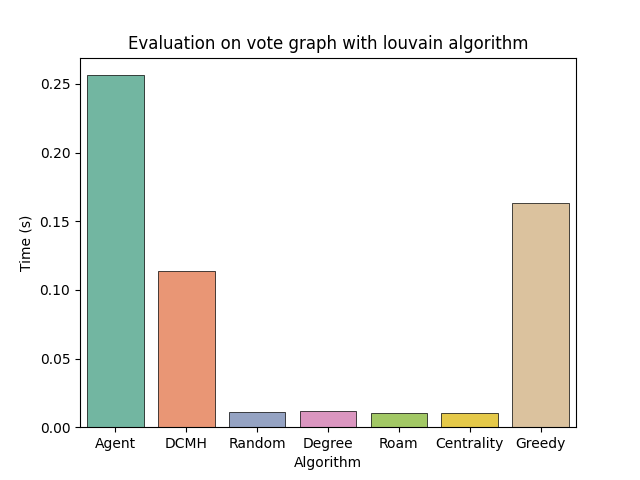 Evaluation on vote graph with louvain algorithm
0.25
0.20
0.15
0.10
0.05
0.00
Time (s)
Agent DCMH Random Degree Roam Centrality Greedy
Algorithm